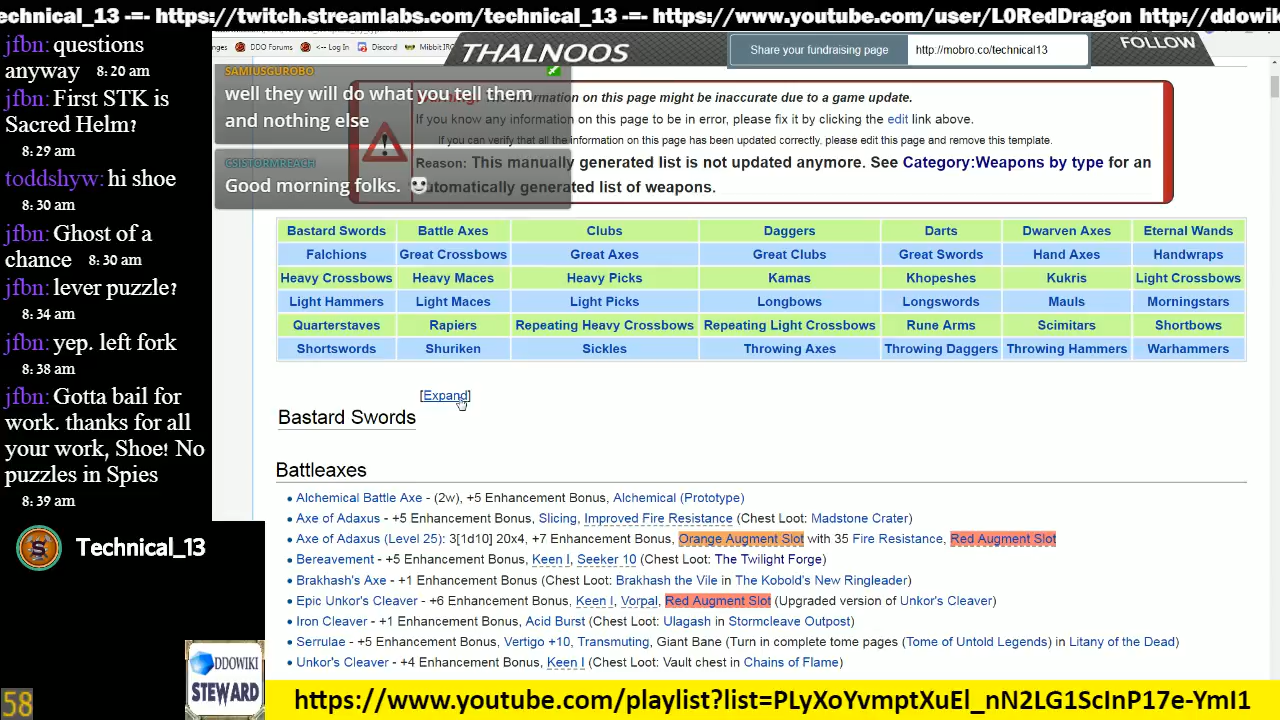 echnical_13 -=- https://twitch.streamlabs.com/technical_13 -=- https://www.youtube.com/user/L0RedDragon http://ddowik
jfbn: questions
anyway 8:20 am
jfbn: First STK is
Sacred Helm?
8:29 am
toddshyw: hi shoe
8:30 am
jfbn: Ghost of a
chance 8:30 am
jfbn: lever puzzle?
8:34 am
jfbn: yep. left fork
8:38 am
jfbn: Gotta bail for
work. thanks for all
your work, Shoe! No
puzzles in Spies
8:39 am
Technical_13
DDOWIKI
STEWARD
58
nges DDO Forums <-- Log In Discord Mibbit IRC
THALNOOS
Share your fundraising page http://mobro.co/technical13
FOLLOW
SAMIUSGUROBO
well they will do what you tell them
and nothing else
CSISTORMREACH
Good morning folks.
information on this page might be inaccurate due to a game update.
If you know any information on this page to be in error, please fix it by clicking the edit link above.
If you can verify that all the information on this page has been updated correctly, please edit this page and remove this template.
Reason: This manually generated list is not updated anymore. See Category:Weapons by type for an
automatically generated list of weapons.
Bastard Swords Battle Axes Clubs Daggers Darts Dwarven Axes Eternal Wands
Falchions Great Crossbows Great Axes Great Clubs Great Swords Hand Axes Handwraps
Heavy Crossbows Heavy Maces Heavy Picks Kamas Khopeshes Kukris Light Crossbows
Light Hammers Light Maces Light Picks Longbows Longswords Mauls Morningstars
Quarterstaves Rapiers Repeating Heavy Crossbows Repeating Light Crossbows Rune Arms Scimitars Shortbows
Shortswords Shuriken Sickles Throwing Axes Throwing Daggers Throwing Hammers Warhammers
[Expand]
Bastard Swords
Battleaxes
Alchemical Battle Axe - (2w), +5 Enhancement Bonus, Alchemical (Prototype)
Axe of Adaxus - +5 Enhancement Bonus, Slicing, Improved Fire Resistance (Chest Loot: Madstone Crater)
Axe of Adaxus (Level 25): 3[1d10] 20x4, +7 Enhancement Bonus, Orange Augment Slot with 35 Fire Resistance, Red Augment Slot
Bereavement - +5 Enhancement Bonus, Keen I, Seeker 10 (Chest Loot: The Twilight Forge)
Brakhash's Axe - +1 Enhancement Bonus (Chest Loot: Brakhash the Vile in The Kobold's New Ringleader)
Epic Unkor's Cleaver - +6 Enhancement Bonus, Keen I, Vorpal, Red Augment Slot (Upgraded version of Unkor's Cleaver)
Iron Cleaver - +1 Enhancement Bonus, Acid Burst (Chest Loot: Ulagash in Stormcleave Outpost)
Serrulae - +5 Enhancement Bonus, Vertigo +10, Transmuting, Giant Bane (Turn in complete tome pages (Tome of Untold Legends) in Litany of the Dead)
Unkor's Cleaver - +4 Enhancement Bonus, Keen I (Chest Loot: Vault chest in Chains of Flame)
https://www.youtube.com/playlist?list=PLyXoYvmptXuEl_nN2LG1ScInP17e-YmI1